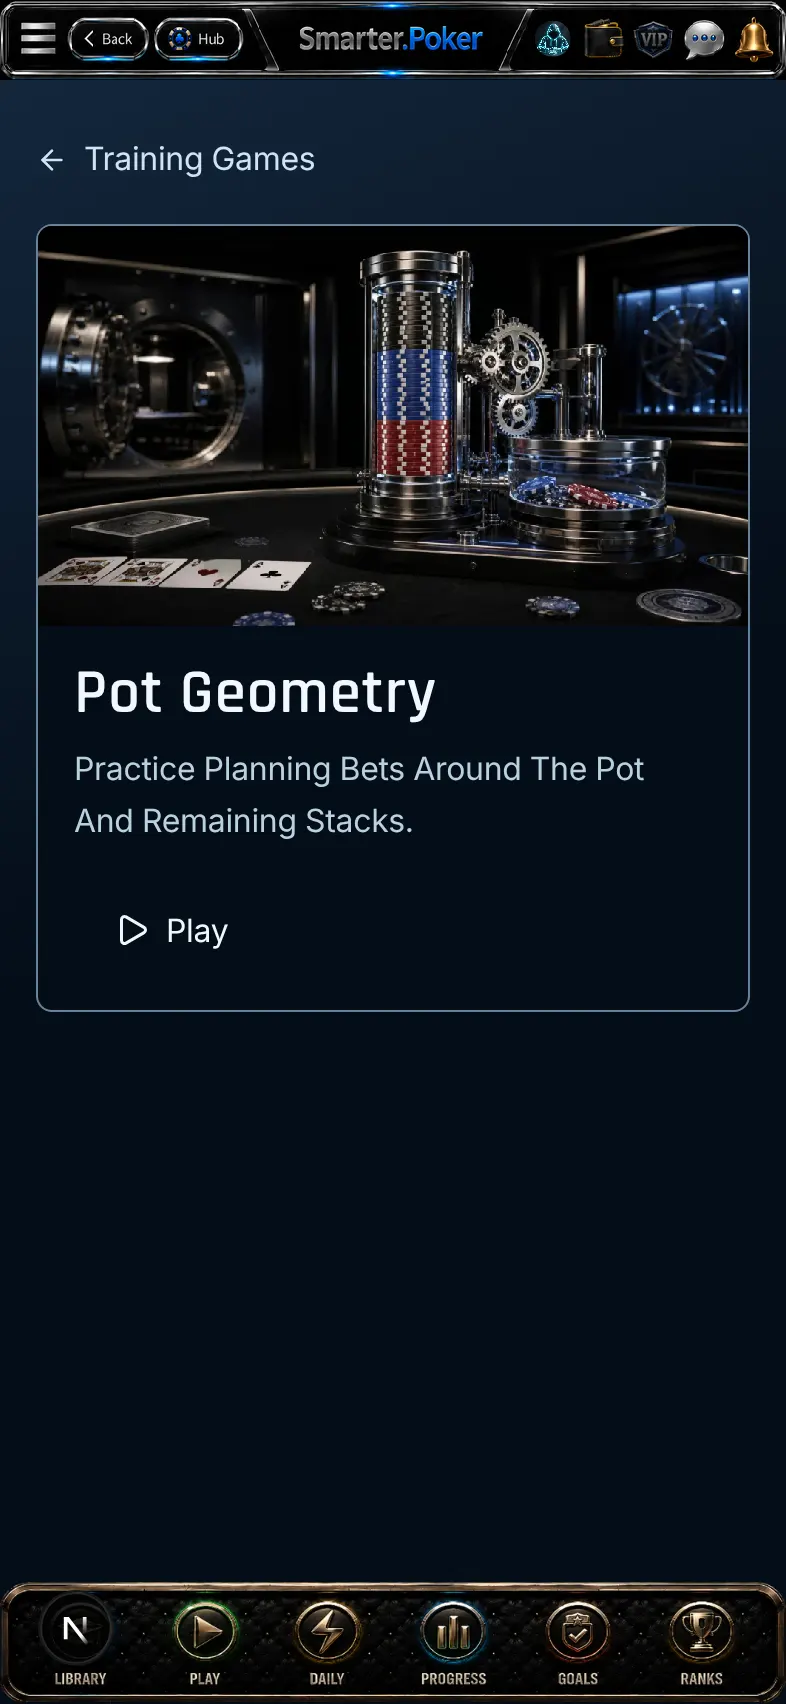 Back
Hub
Smarter.Poker
VIP
Training Games
Pot Geometry
Practice Planning Bets Around The Pot
And Remaining Stacks.
Play
N
LIBRARY
PLAY
DAILY
PROGRESS
GOALS
RANKS